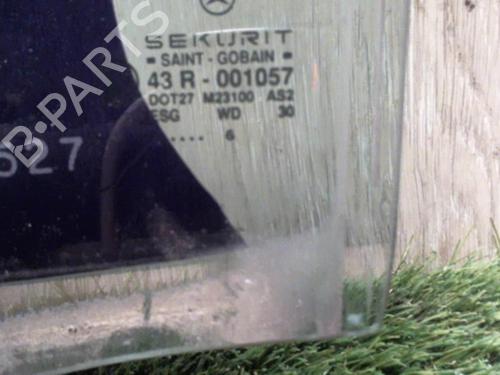 SEKURIT
SAINT - GOBAIN
43 R - 001057
DOT27 M23100 AS2
ESG WD 30
..... 6
527
B-PARTS